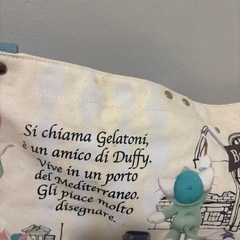 Si chiama Gelatoni,
è un amico di Duffy.
Vive in un porto
del Mediterraneo.
Gli piace molto
disegnare.